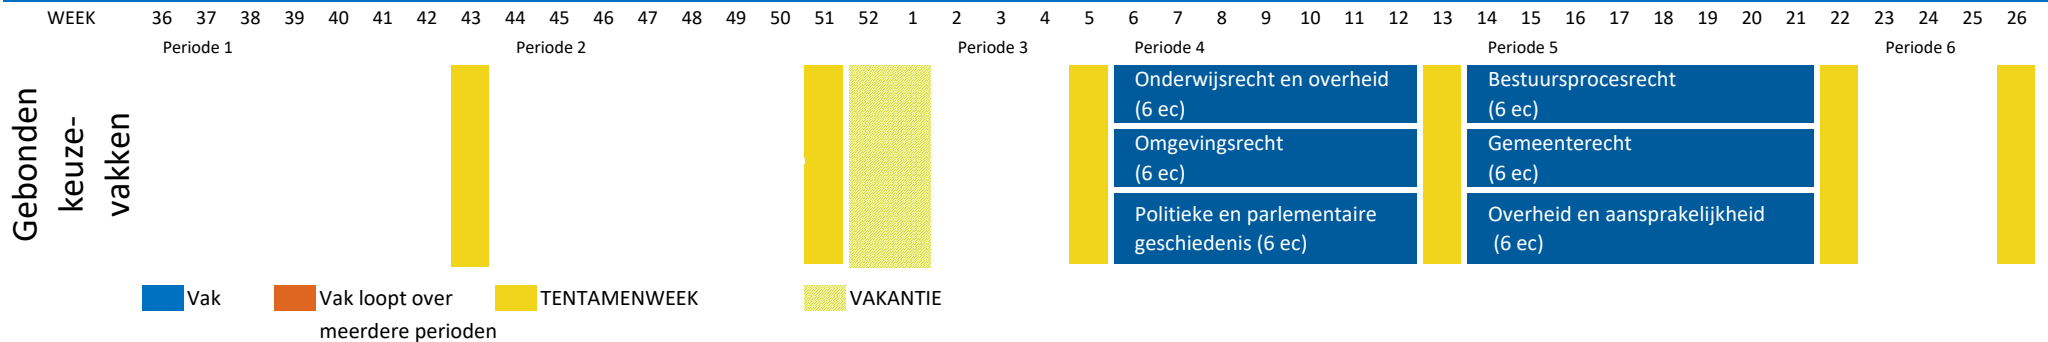 WEEK 36 37 38 39 40 41 42 43 44 45 46 47 48 49 50 51 52 1 2 3 4 5 6 7 8 9 10 11 12 13 14 15 16 17 18 19 20 21 22 23 24 25 26
Periode 1 Periode 2 Periode 3 Periode 4 Periode 5 Periode 6
Gebonden
keuze-
vakken
Onderwijsrecht en overheid
(6 ec)
Bestuursprocesrecht
(6 ec)
Omgevingsrecht
(6 ec)
Gemeenterecht
(6 ec)
Politieke en parlementaire
geschiedenis (6 ec)
Overheid en aansprakelijkheid
(6 ec)
Vak
Vak loopt over
meerdere perioden
TENTAMENWEEK
VAKANTIE